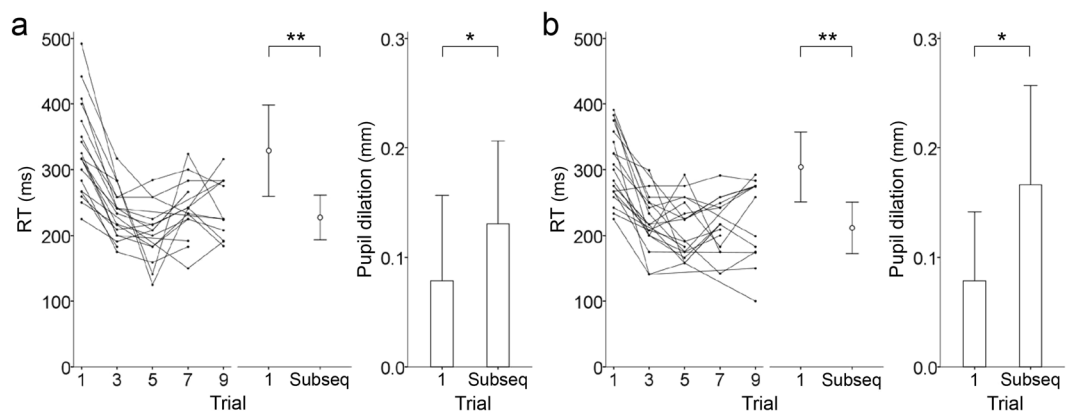 a
500
400
300
200
100
0
RT (ms)
1 3 5 7 9
**
1 Subseq
Trial
0.3
0.2
0.1
0.0
Pupil dilation (mm)
*
1 Subseq
Trial
b
500
400
300
200
100
0
RT (ms)
1 3 5 7 9
**
1 Subseq
Trial
0.3
0.2
0.1
0.0
Pupil dilation (mm)
*
1 Subseq
Trial